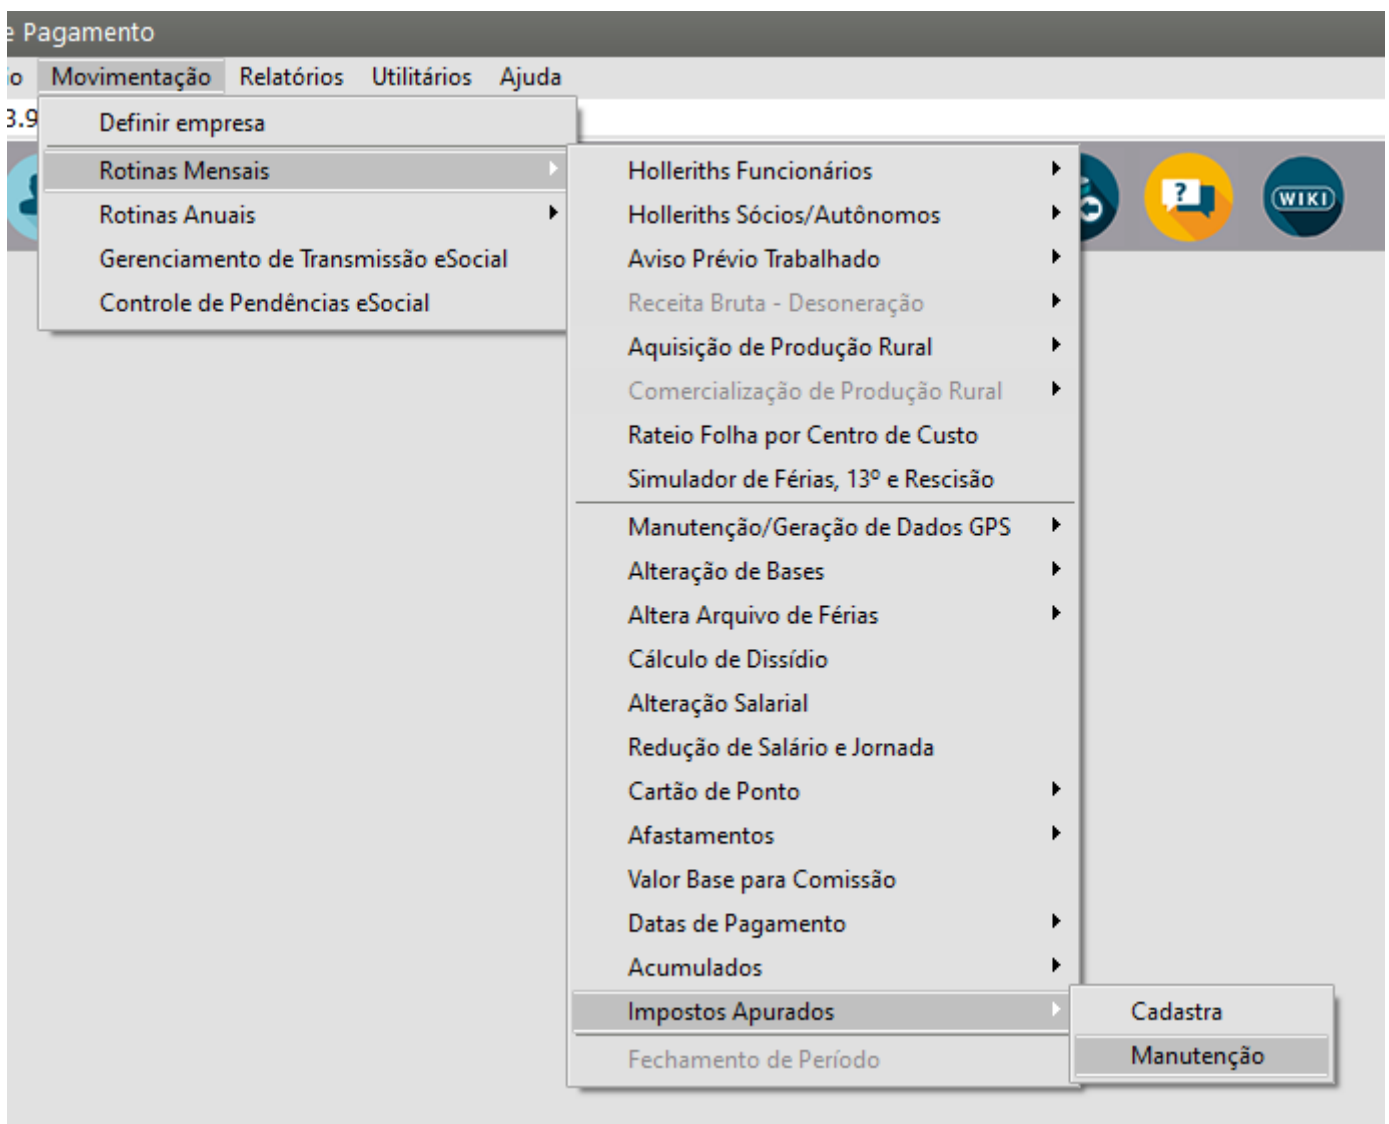 e Pagamento
io Movimentação Relatórios Utilitários Ajuda
3.9
Definir empresa
Rotinas Mensais
Rotinas Anuais
Gerenciamento de Transmissão eSocial
Controle de Pendências eSocial
Holleriths Funcionários
Holleriths Sócios/Autônomos
Aviso Prévio Trabalhado
Receita Bruta - Desoneração
Aquisição de Produção Rural
Comercialização de Produção Rural
Rateio Folha por Centro de Custo
Simulador de Férias, 13º e Rescisão
Manutenção/Geração de Dados GPS
Alteração de Bases
Altera Arquivo de Férias
Cálculo de Dissídio
Alteração Salarial
Redução de Salário e Jornada
Cartão de Ponto
Afastamentos
Valor Base para Comissão
Datas de Pagamento
Acumulados
Impostos Apurados
Fechamento de Período
Cadastra
Manutenção
?
WIKI